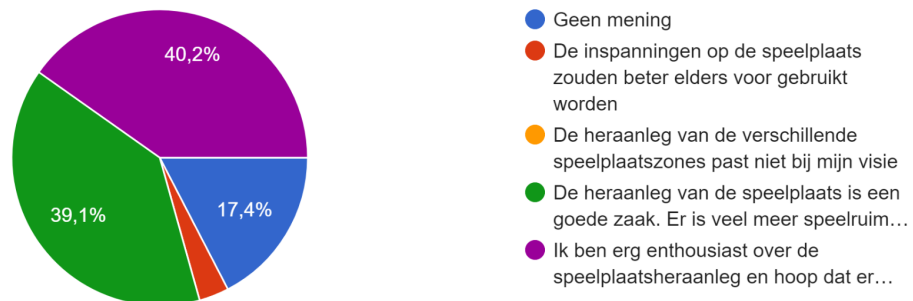 40,2%
39,1%
17,4%
Geen mening
De inspanningen op de speelplaats
zouden beter elders voor gebruikt
worden
De heraanleg van de verschillende
speelplaatszones past niet bij mijn visie
De heraanleg van de speelplaats is een
goede zaak. Er is veel meer speelruim…
Ik ben erg enthousiast over de
speelplaatsheraanleg en hoop dat er…